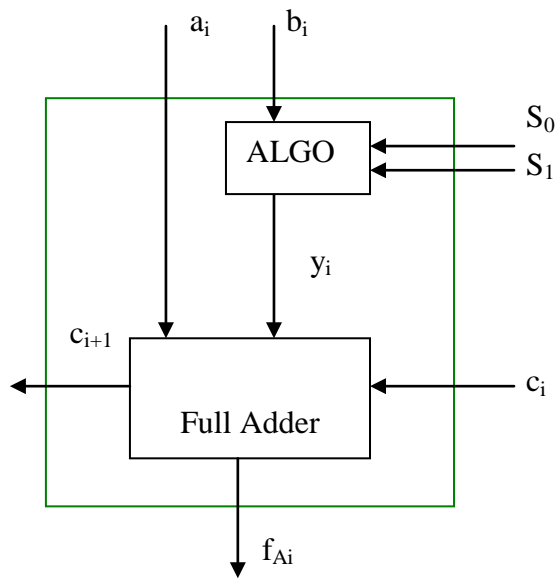 aᵢ
bᵢ
S₀
ALGO
S₁
yᵢ
cᵢ₊₁
cᵢ
Full Adder
f_Ai